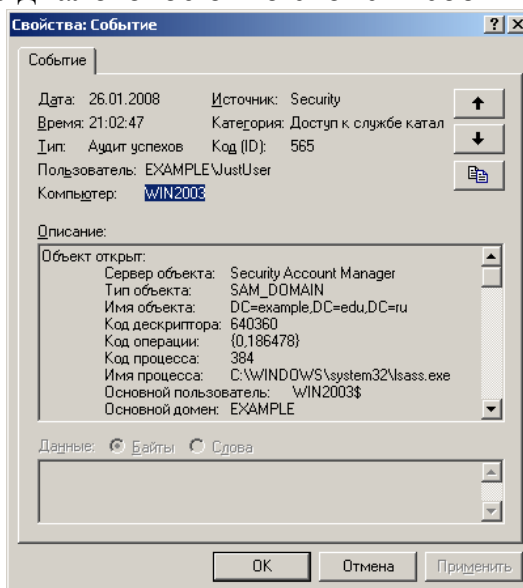 Свойства: Событие
Событие
Дата: 26.01.2008 Источник: Security
Время: 21:02:47 Категория: Доступ к службе катал
Тип: Аудит успехов Код (ID): 565
Пользователь: EXAMPLE\JustUser
Компьютер: WIN2003
Описание:
Объект открыт:
Сервер объекта: Security Account Manager
Тип объекта: SAM_DOMAIN
Имя объекта: DC=example,DC=edu,DC=ru
Код дескриптора: 640360
Код операции: {0,186478}
Код процесса: 384
Имя процесса: C:\WINDOWS\system32\lsass.exe
Основной пользователь: WIN2003$
Основной домен: EXAMPLE
Данные: Байты Слова
OK Отмена Применить